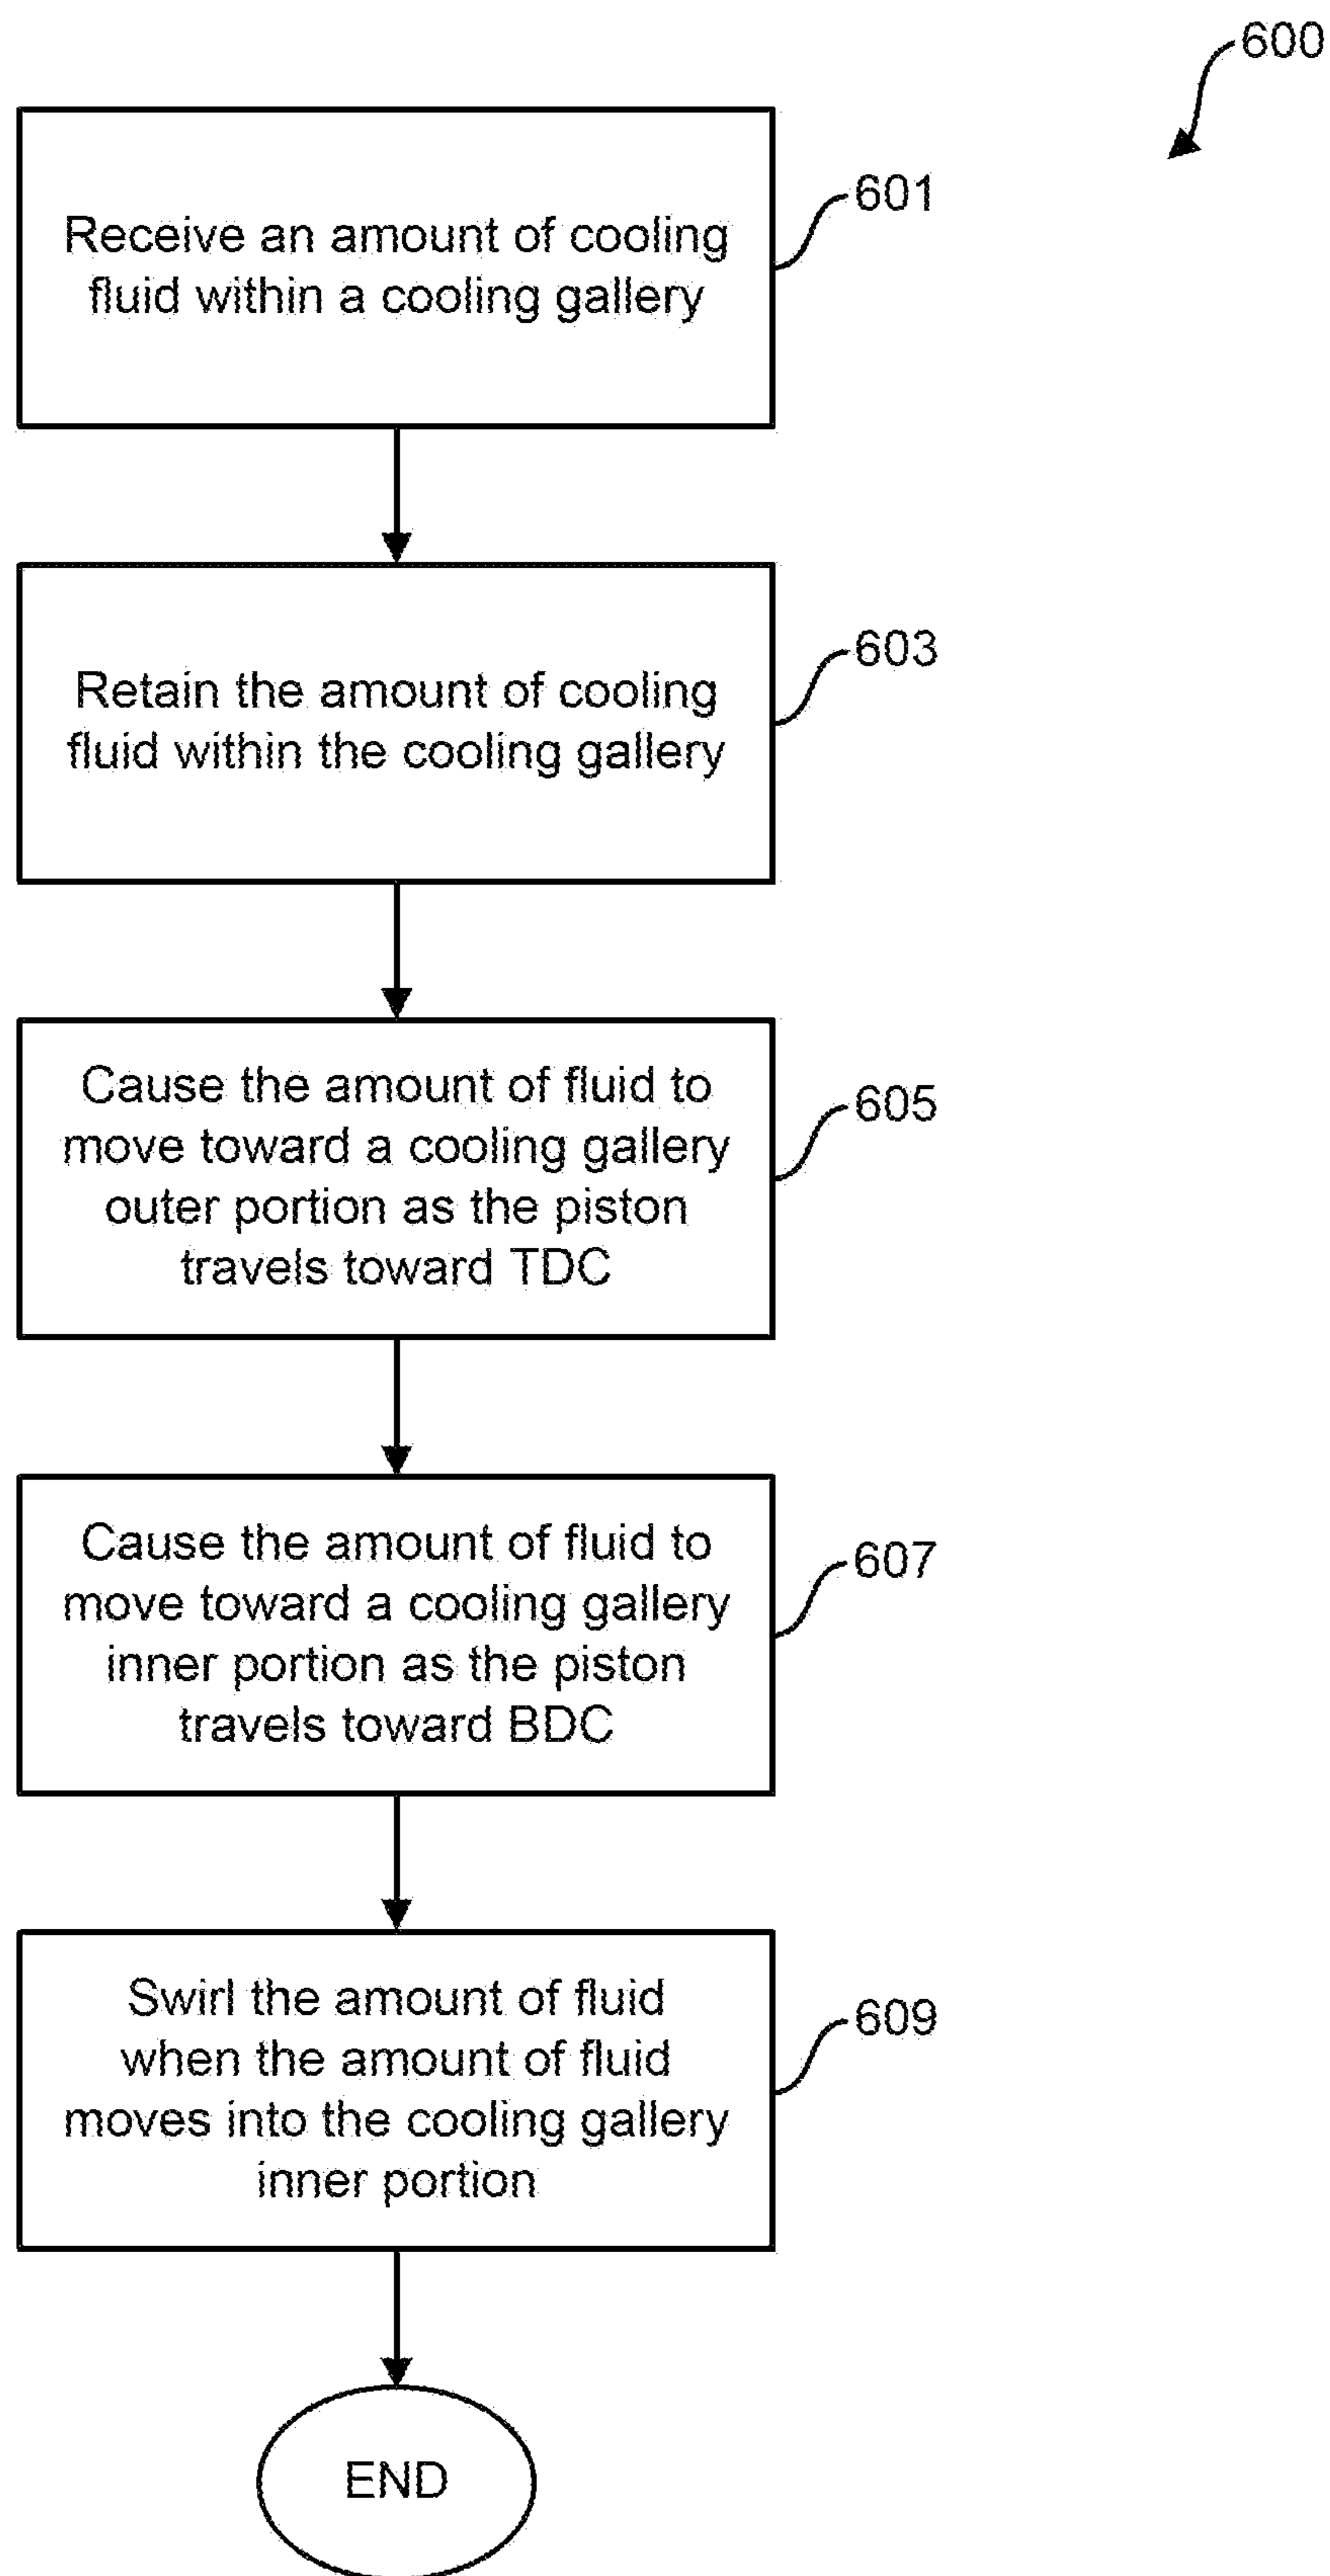 600
Receive an amount of cooling
fluid within a cooling gallery
601
Retain the amount of cooling
fluid within the cooling gallery
603
Cause the amount of fluid to
move toward a cooling gallery
outer portion as the piston
travels toward TDC
605
Cause the amount of fluid to
move toward a cooling gallery
inner portion as the piston
travels toward BDC
607
Swirl the amount of fluid
when the amount of fluid
moves into the cooling gallery
inner portion
609
END